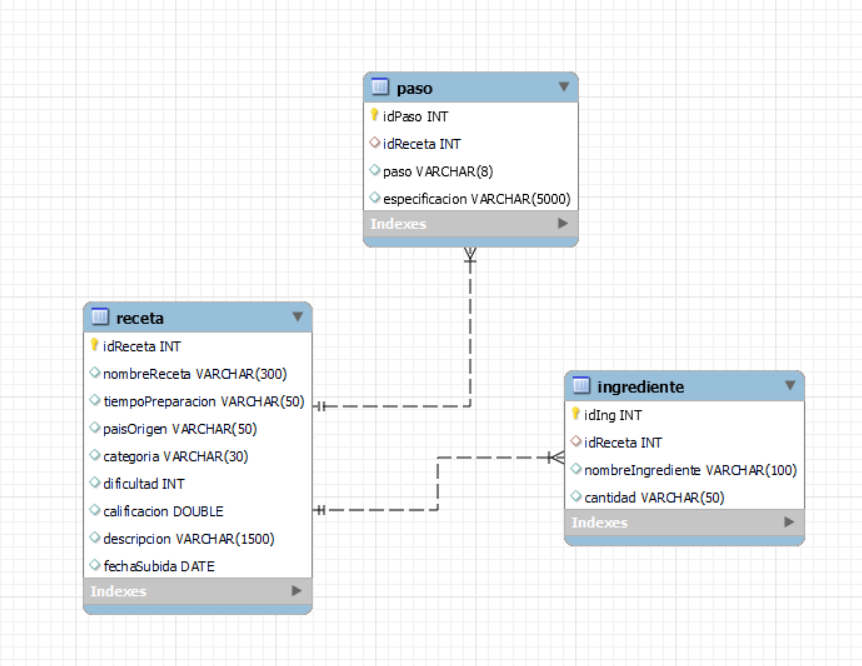 paso
idPaso INT
idReceta INT
paso VARCHAR(8)
especificacion VARCHAR(5000)
Indexes
receta
idReceta INT
nombreReceta VARCHAR(300)
tiempoPreparacion VARCHAR(50)
paisOrigen VARCHAR(50)
categoria VARCHAR(30)
dificultad INT
calificacion DOUBLE
descripcion VARCHAR(1500)
fechaSubida DATE
Indexes
ingrediente
idIng INT
idReceta INT
nombreIngrediente VARCHAR(100)
cantidad VARCHAR(50)
Indexes